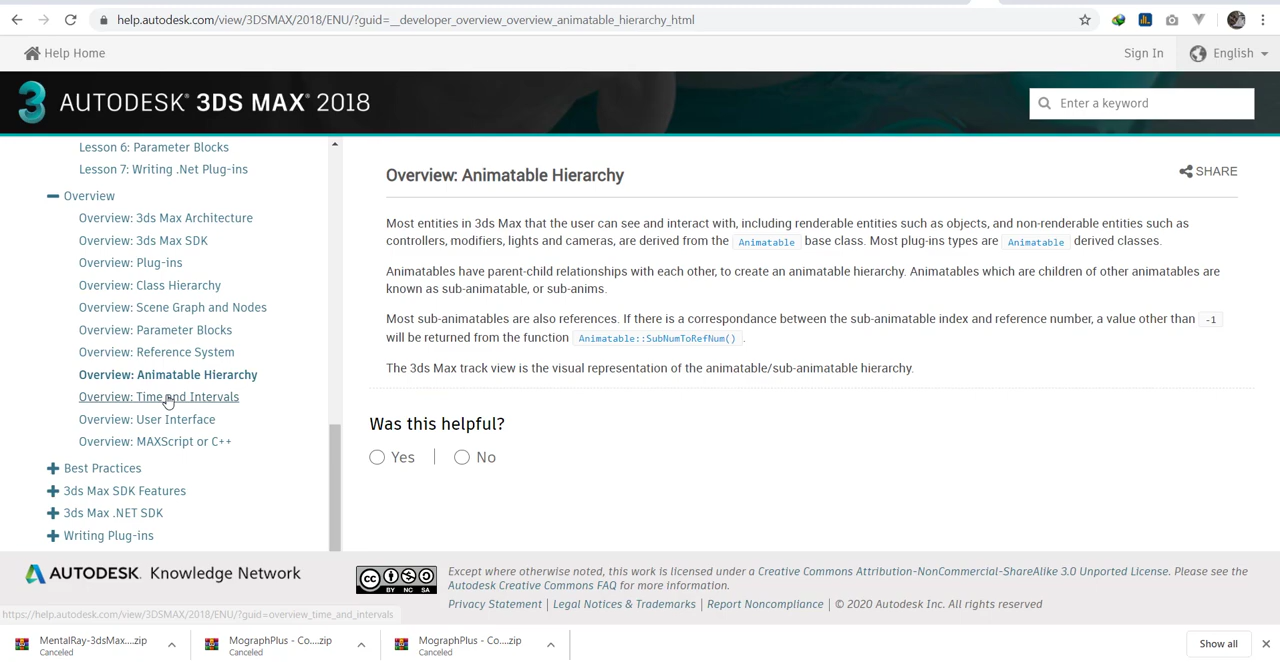 help.autodesk.com/view/3DSMAX/2018/ENU/?guid=__developer_overview_overview_animatable_hierarchy_html
Help Home
Sign In
English
3 AUTODESK® 3DS MAX® 2018
Enter a keyword
Lesson 6: Parameter Blocks
Lesson 7: Writing .Net Plug-ins
Overview
Overview: 3ds Max Architecture
Overview: 3ds Max SDK
Overview: Plug-ins
Overview: Class Hierarchy
Overview: Scene Graph and Nodes
Overview: Parameter Blocks
Overview: Reference System
Overview: Animatable Hierarchy
Overview: Time and Intervals
Overview: User Interface
Overview: MAXScript or C++
Best Practices
3ds Max SDK Features
3ds Max .NET SDK
Writing Plug-ins
Overview: Animatable Hierarchy
SHARE
Most entities in 3ds Max that the user can see and interact with, including renderable entities such as objects, and non-renderable entities such as
controllers, modifiers, lights and cameras, are derived from the Animatable base class. Most plug-ins types are Animatable derived classes.
Animatables have parent-child relationships with each other, to create an animatable hierarchy. Animatables which are children of other animatables are
known as sub-animatable, or sub-anims.
Most sub-animatables are also references. If there is a correspondance between the sub-animatable index and reference number, a value other than -1
will be returned from the function Animatable::SubNumToRefNum() .
The 3ds Max track view is the visual representation of the animatable/sub-animatable hierarchy.
Was this helpful?
Yes | No
AUTODESK. Knowledge Network
cc BY NC SA
Except where otherwise noted, this work is licensed under a Creative Commons Attribution-NonCommercial-ShareAlike 3.0 Unported License. Please see the
Autodesk Creative Commons FAQ for more information.
Privacy Statement | Legal Notices & Trademarks | Report Noncompliance | © 2020 Autodesk Inc. All rights reserved
https://help.autodesk.com/view/3DSMAX/2018/ENU/?guid=overview_time_and_intervals
MentalRay-3dsMax....zip
Canceled
MographPlus - Co....zip
Canceled
MographPlus - Co....zip
Canceled
Show all